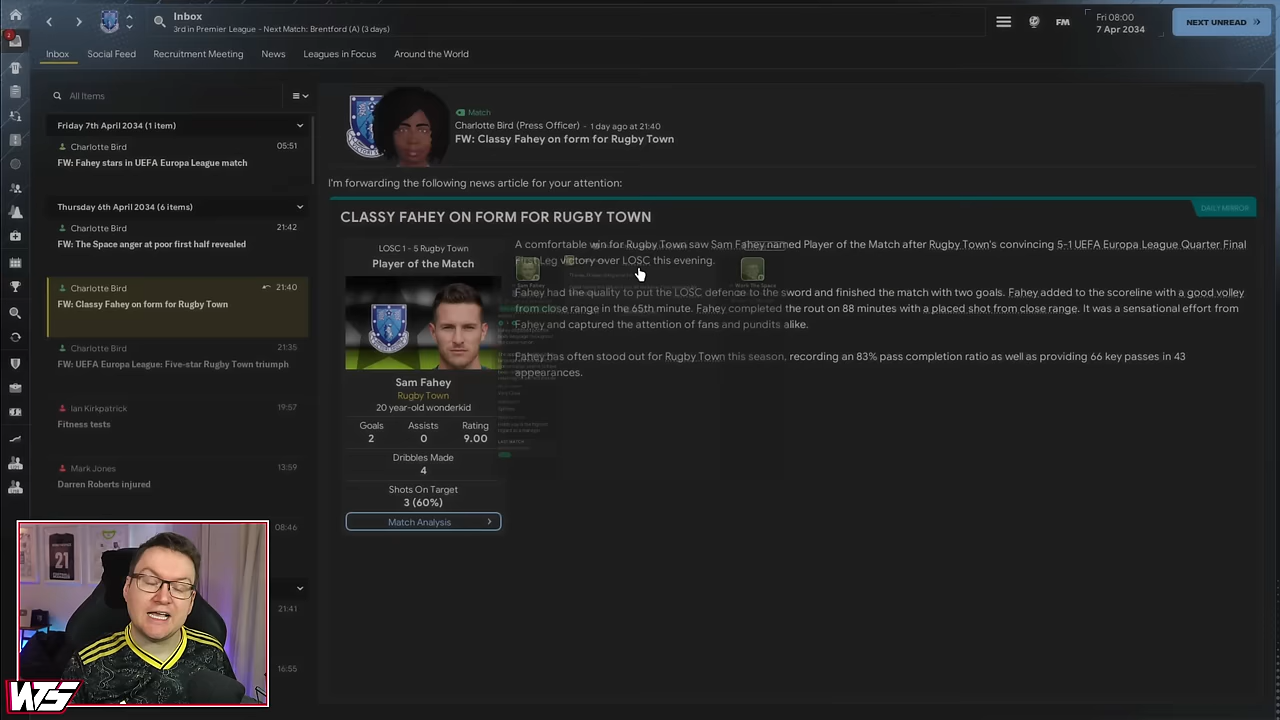 Inbox
3rd in Premier League - Next Match: Brentford (A) (3 days)
FM
Fri 08:00
7 Apr 2034
NEXT UNREAD
2
Inbox
Social Feed
Recruitment Meeting
News
Leagues in Focus
Around the World
All Items
Friday 7th April 2034 (1 item)
Charlotte Bird
05:51
FW: Fahey stars in UEFA Europa League match
Thursday 6th April 2034 (6 items)
Charlotte Bird
21:42
FW: The Space anger at poor first half revealed
Charlotte Bird
21:40
FW: Classy Fahey on form for Rugby Town
Charlotte Bird
21:35
FW: UEFA Europa League: Five-star Rugby Town triumph
Ian Kirkpatrick
19:57
Fitness tests
Mark Jones
13:59
Darren Roberts injured
08:46
21:41
16:55
Match
Charlotte Bird (Press Officer) - 1 day ago at 21:40
FW: Classy Fahey on form for Rugby Town
I'm forwarding the following news article for your attention:
DAILY MIRROR
CLASSY FAHEY ON FORM FOR RUGBY TOWN
LOSC 1 - 5 Rugby Town
Player of the Match
Sam Fahey
Rugby Town
20 year-old wonderkid
Goals
Assists
Rating
2
0
9.00
Dribbles Made
4
Shots On Target
3 (60%)
Match Analysis
A comfortable win for Rugby Town saw Sam Fahey named Player of the Match after Rugby Town's convincing 5-1 UEFA Europa League Quarter Final
First Leg victory over LOSC this evening.
Fahey had the quality to put the LOSC defence to the sword and finished the match with two goals. Fahey added to the scoreline with a good volley
from close range in the 65th minute. Fahey completed the rout on 88 minutes with a placed shot from close range. It was a sensational effort from
Fahey and captured the attention of fans and pundits alike.
Fahey has often stood out for Rugby Town this season, recording an 83% pass completion ratio as well as providing 66 key passes in 43
appearances.
21
WTS